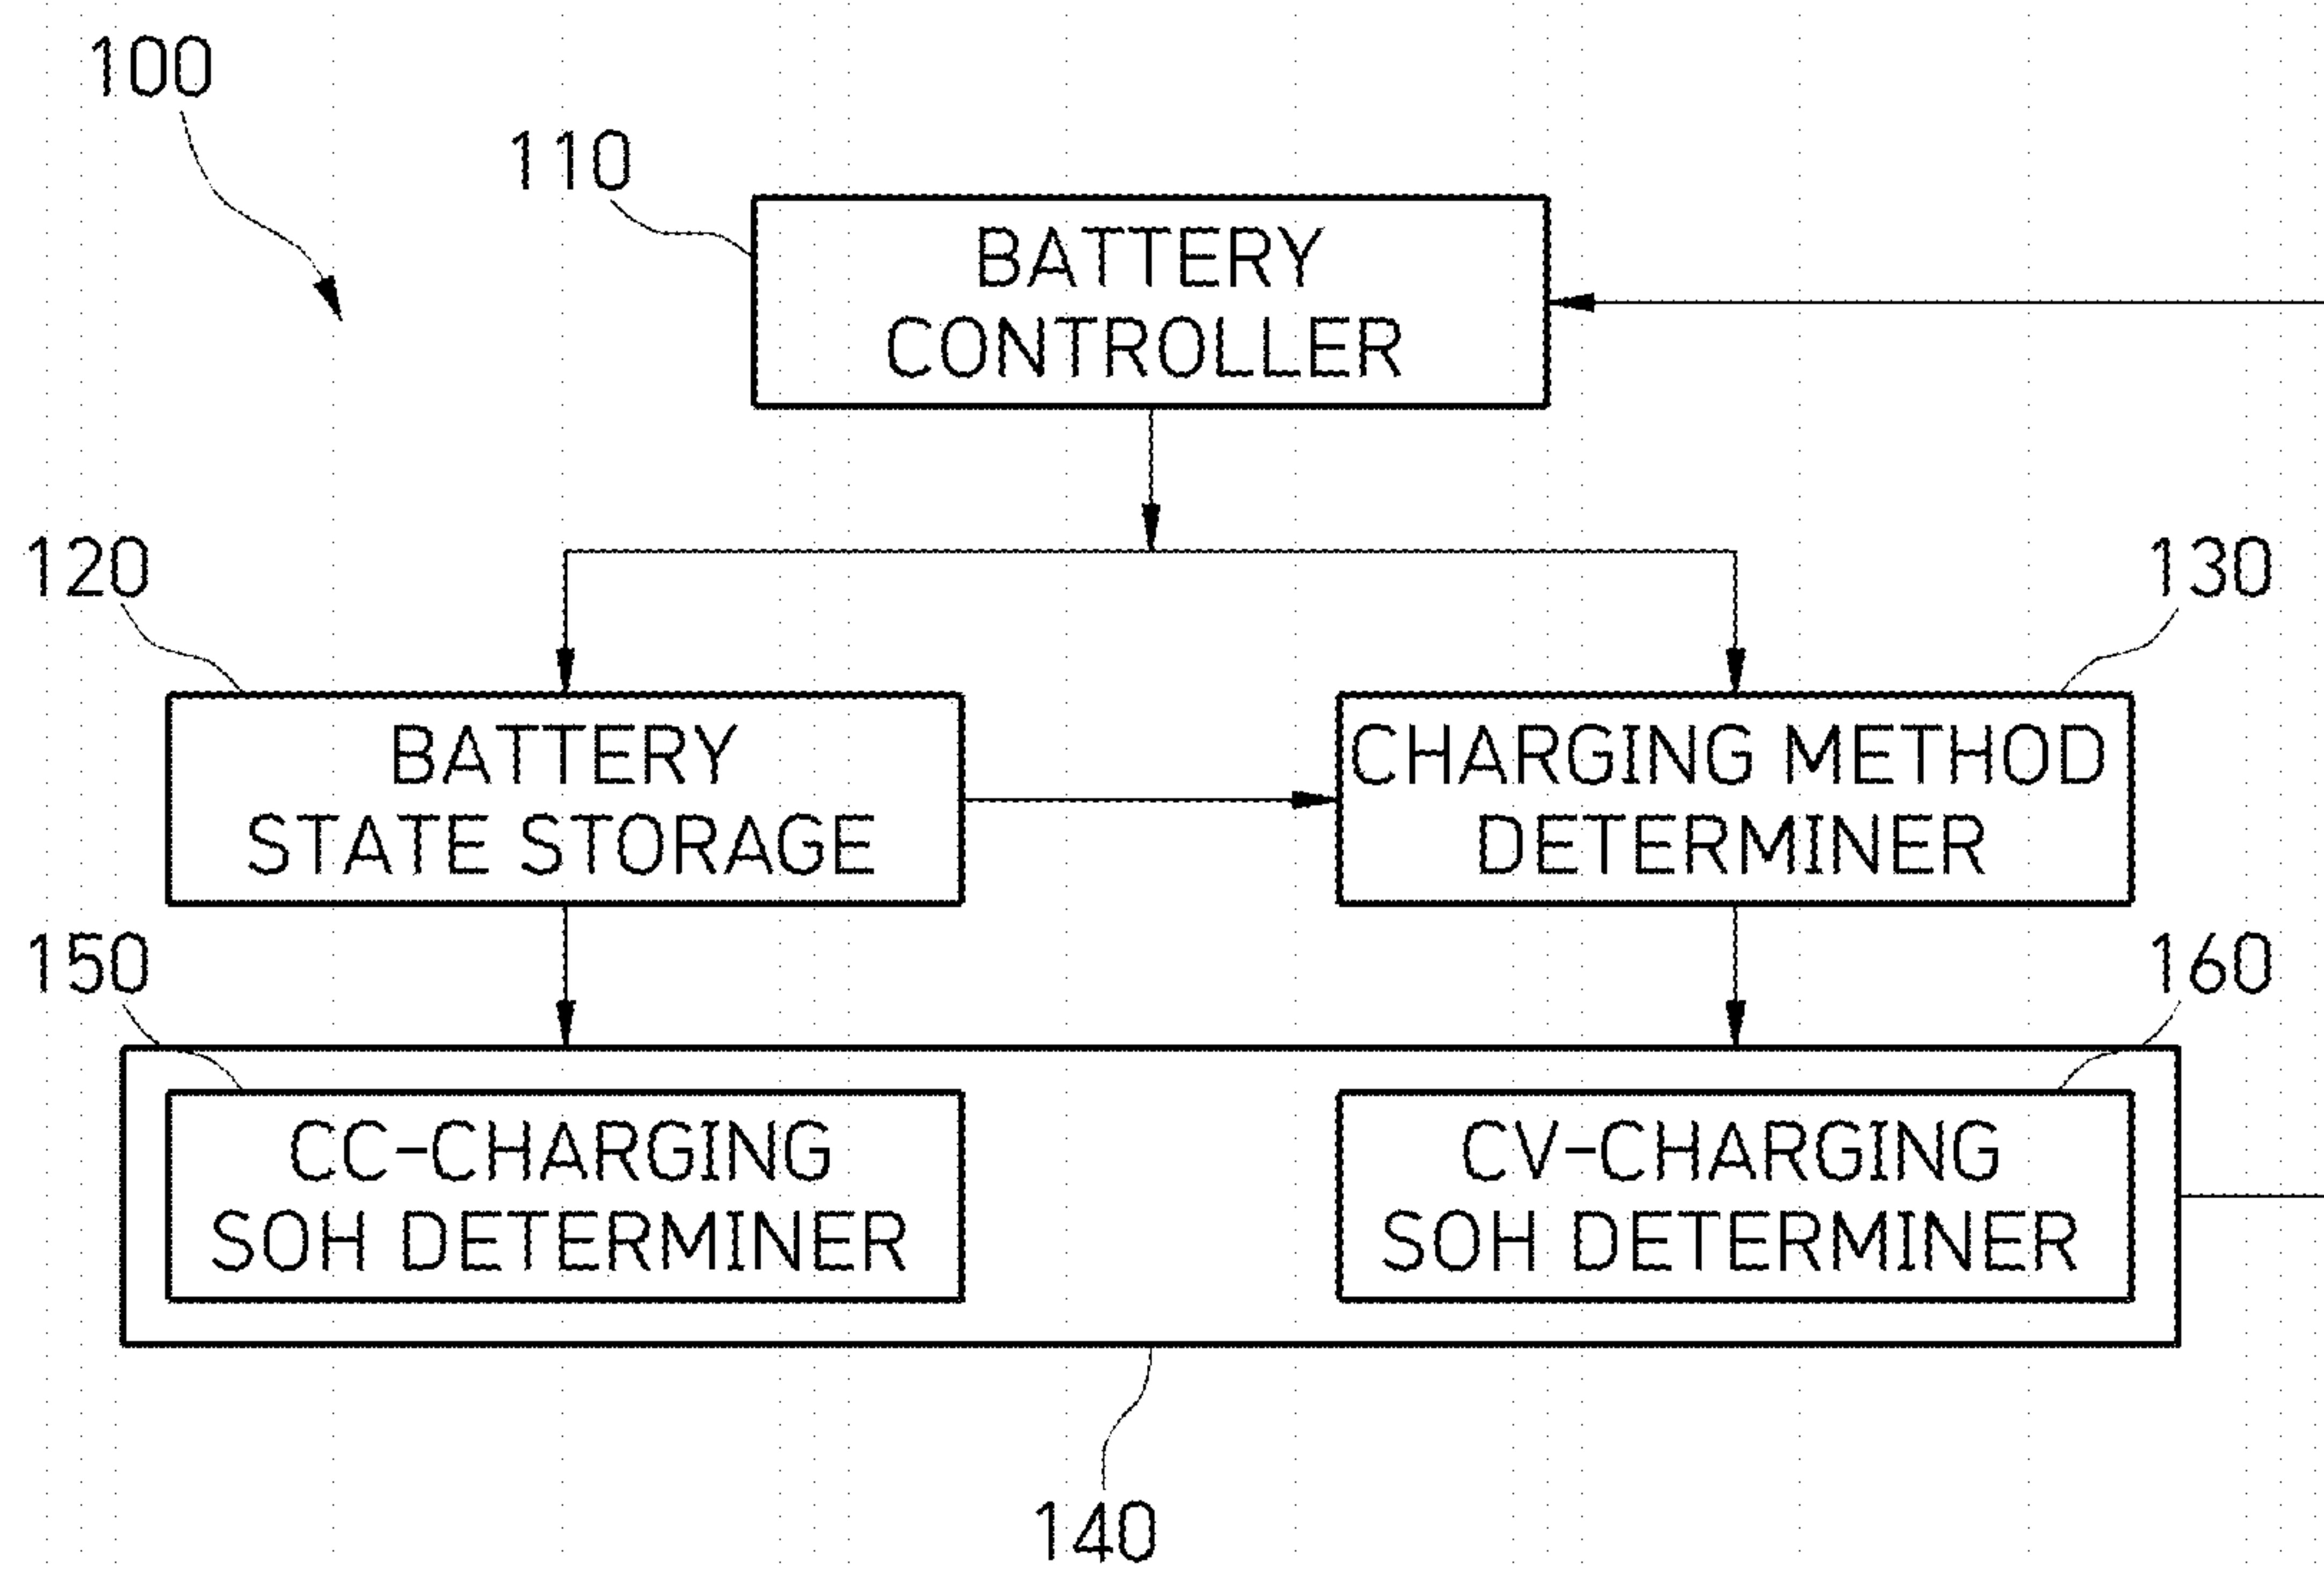 100
110
BATTERY
CONTROLLER
120
130
BATTERY
STATE STORAGE
CHARGING METHOD
DETERMINER
150
160
CC-CHARGING
SOH DETERMINER
CV-CHARGING
SOH DETERMINER
140